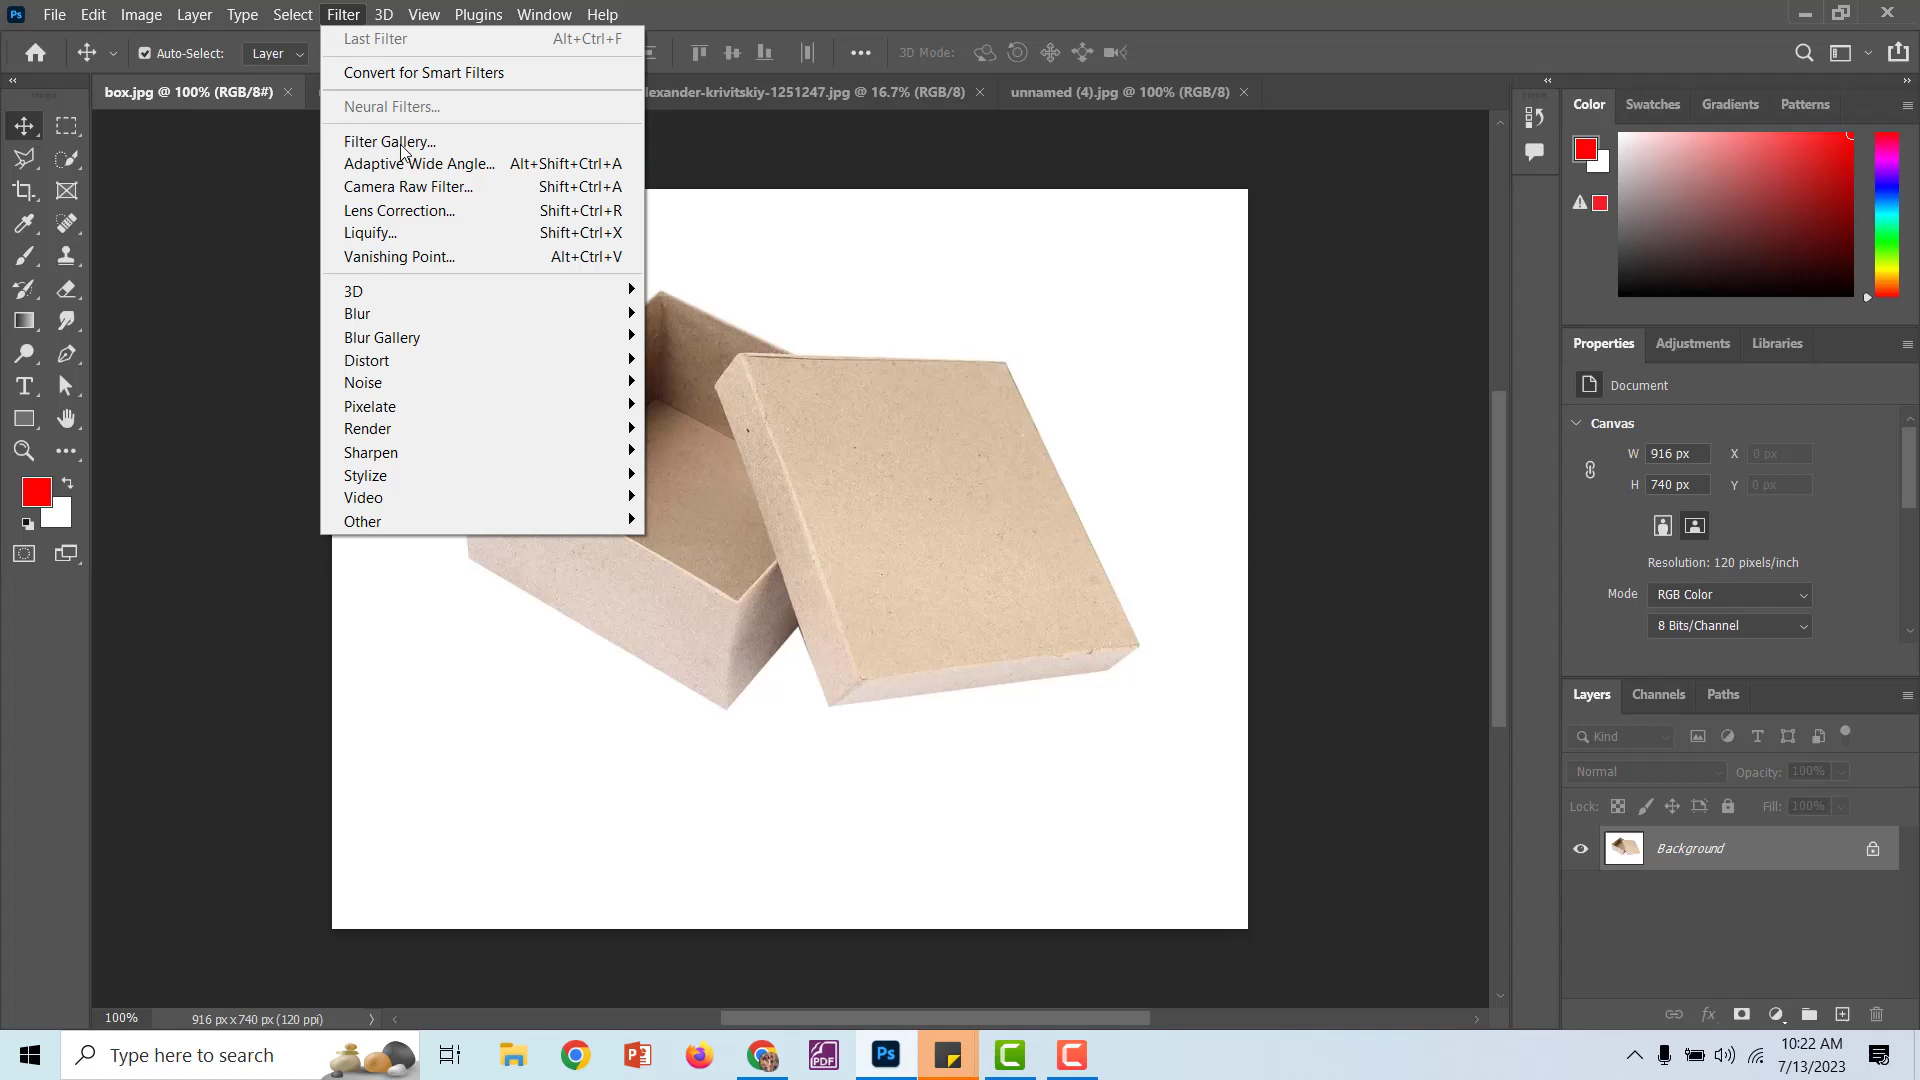 Ps File Edit Image Layer Type Select Filter 3D View Plugins Window Help
Auto-Select: Layer 3D Mode:
box.jpg @ 100% (RGB/8#) lexander-krivitskiy-1251247.jpg @ 16.7% (RGB/8) unnamed (4).jpg @ 100% (RGB/8)
Last Filter Alt+Ctrl+F
Convert for Smart Filters
Neural Filters...
Filter Gallery...
Adaptive Wide Angle... Alt+Shift+Ctrl+A
Camera Raw Filter... Shift+Ctrl+A
Lens Correction... Shift+Ctrl+R
Liquify... Shift+Ctrl+X
Vanishing Point... Alt+Ctrl+V
3D
Blur
Blur Gallery
Distort
Noise
Pixelate
Render
Sharpen
Stylize
Video
Other
Color Swatches Gradients Patterns
Properties Adjustments Libraries
Document
Canvas
W 916 px X 0 px
H 740 px Y 0 px
Resolution: 120 pixels/inch
Mode RGB Color
8 Bits/Channel
Layers Channels Paths
Kind
Normal Opacity: 100%
Lock: Fill: 100%
Background
fx
100% 916 px x 740 px (120 ppi)
Type here to search PDF Ps 10:22 AM
7/13/2023